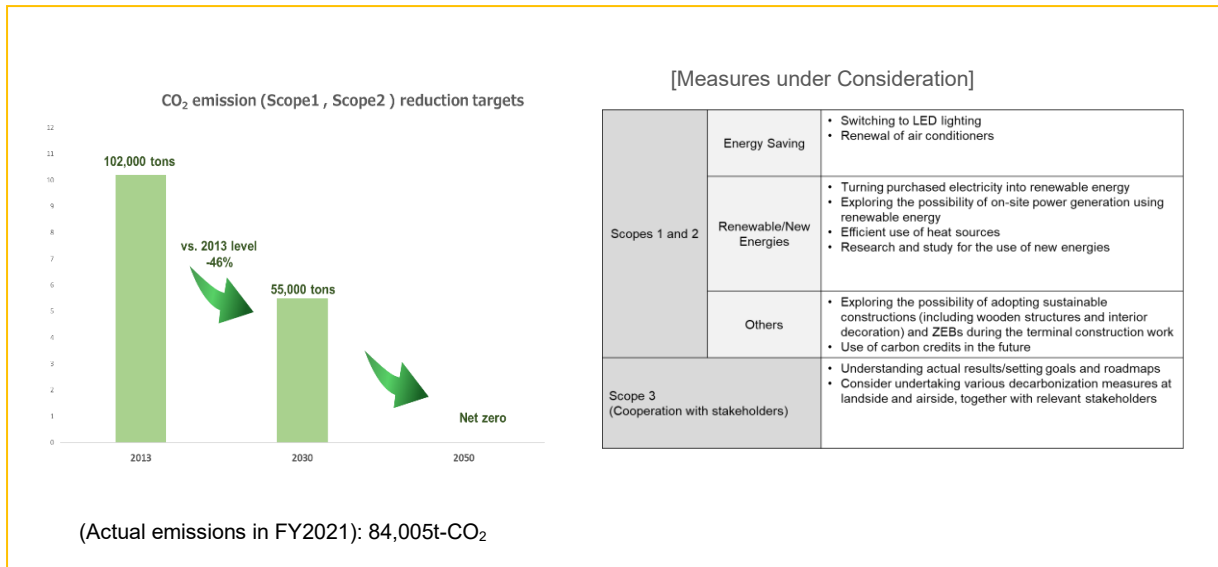 [Measures under Consideration]
CO₂ emission (Scope1 , Scope2 ) reduction targets
12
11
10
9
8
7
6
5
4
3
2
1
0
102,000 tons
vs. 2013 level
-46%
55,000 tons
Net zero
2013
2030
2050
(Actual emissions in FY2021): 84,005t-CO₂
Scopes 1 and 2
Energy Saving
• Switching to LED lighting
• Renewal of air conditioners
Renewable/New
Energies
• Turning purchased electricity into renewable energy
• Exploring the possibility of on-site power generation using
renewable energy
• Efficient use of heat sources
• Research and study for the use of new energies
Others
• Exploring the possibility of adopting sustainable
constructions (including wooden structures and interior
decoration) and ZEBs during the terminal construction work
• Use of carbon credits in the future
Scope 3
(Cooperation with stakeholders)
• Understanding actual results/setting goals and roadmaps
• Consider undertaking various decarbonization measures at
landside and airside, together with relevant stakeholders